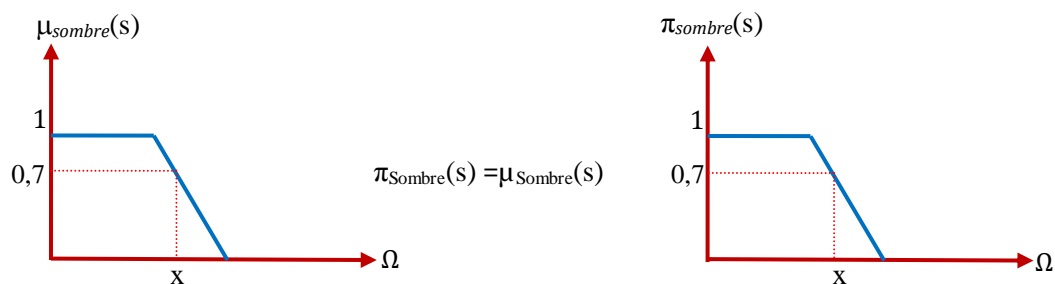 μsombre(s)
1
0,7
x
Ω
πSombre(s) =μSombre(s)
πsombre(s)
1
0,7
x
Ω